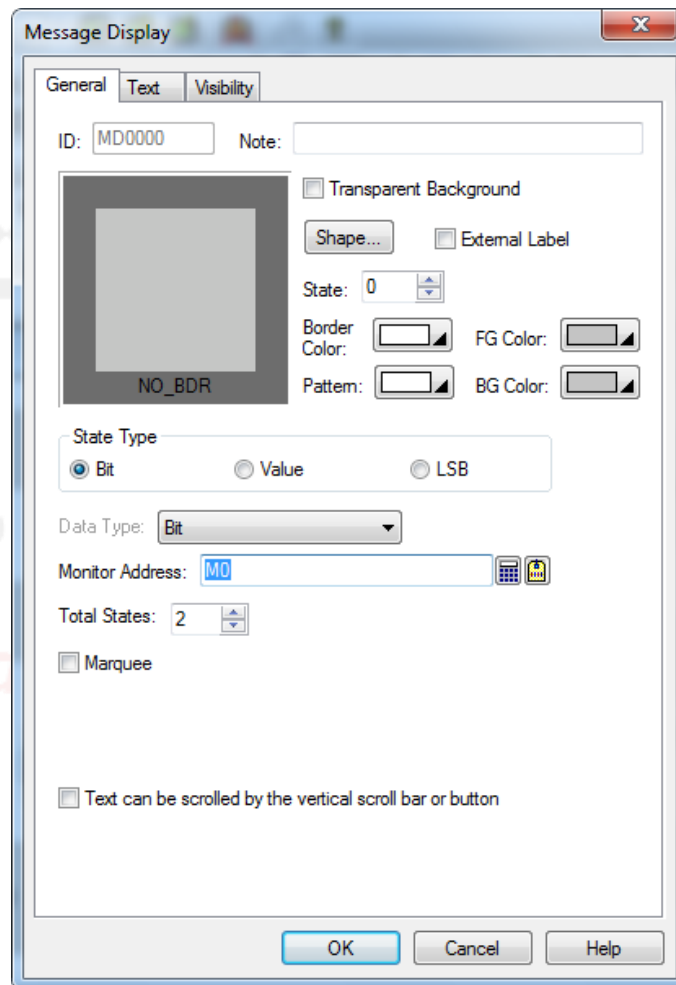 Message Display
General Text Visibility
ID: MD0000 Note:
Transparent Background
Shape... External Label
State: 0
Border Color: FG Color:
NO_BDR Pattern: BG Color:
State Type
Bit Value LSB
Data Type: Bit
Monitor Address: M0
Total States: 2
Marquee
Text can be scrolled by the vertical scroll bar or button
OK Cancel Help